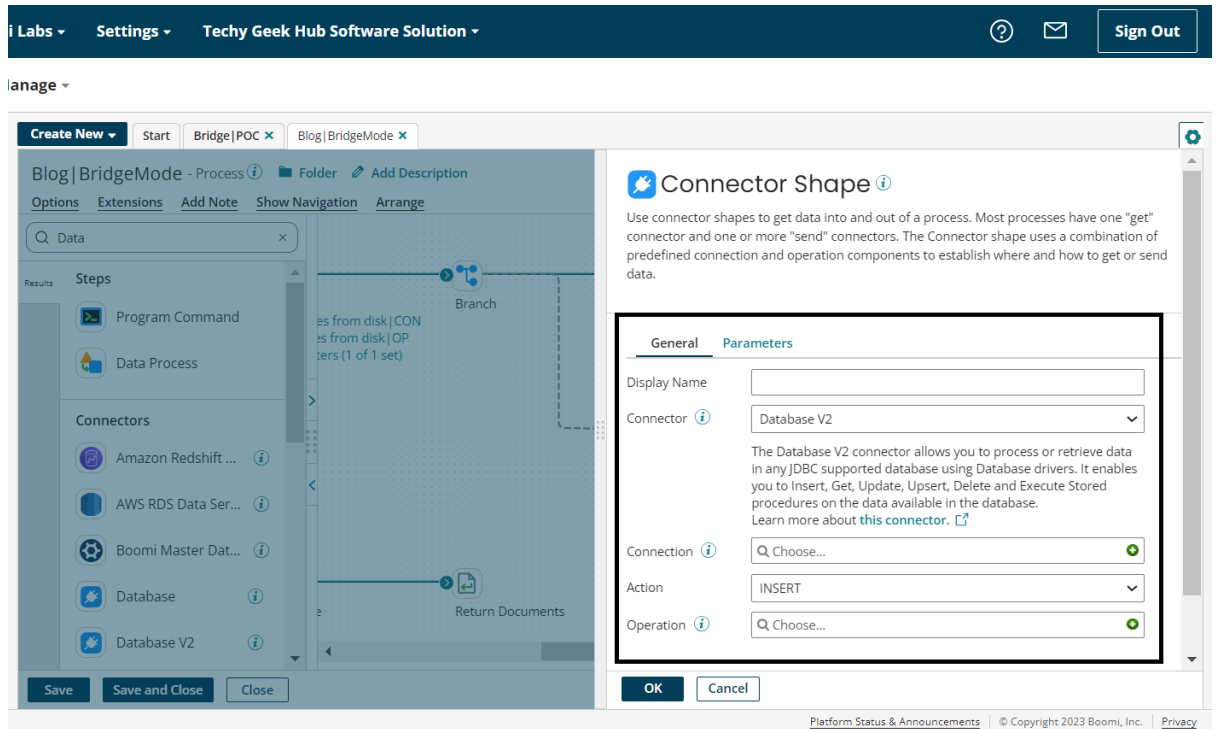 i Labs Settings Techy Geek Hub Software Solution Sign Out
anage
Create New Start Bridge|POC Blog|BridgeMode
Blog|BridgeMode - Process Folder Add Description
Options Extensions Add Note Show Navigation Arrange
Data
Results
Steps
Program Command
Data Process
Connectors
Amazon Redshift ...
AWS RDS Data Ser...
Boomi Master Dat...
Database
Database V2
Branch
es from disk|CON
es from disk|OP
ters (1 of 1 set)
e
Return Documents
Save Save and Close Close
Connector Shape
Use connector shapes to get data into and out of a process. Most processes have one "get"
connector and one or more "send" connectors. The Connector shape uses a combination of
predefined connection and operation components to establish where and how to get or send
data.
General Parameters
Display Name
Connector Database V2
The Database V2 connector allows you to process or retrieve data
in any JDBC supported database using Database drivers. It enables
you to Insert, Get, Update, Upsert, Delete and Execute Stored
procedures on the data available in the database.
Learn more about this connector.
Connection Choose...
Action INSERT
Operation Choose...
OK Cancel
Platform Status & Announcements © Copyright 2023 Boomi, Inc. Privacy